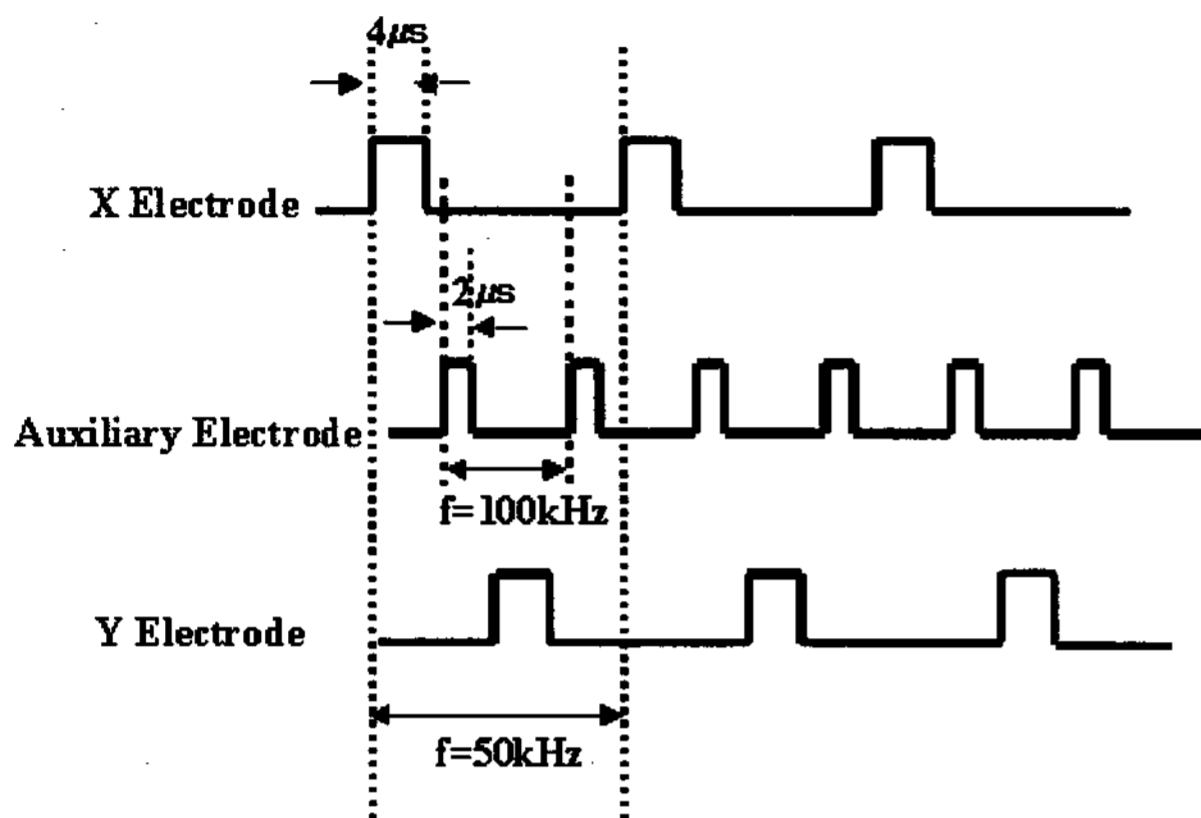 4μs
X Electrode
2μs
Auxiliary Electrode
f=100kHz
Y Electrode
f=50kHz